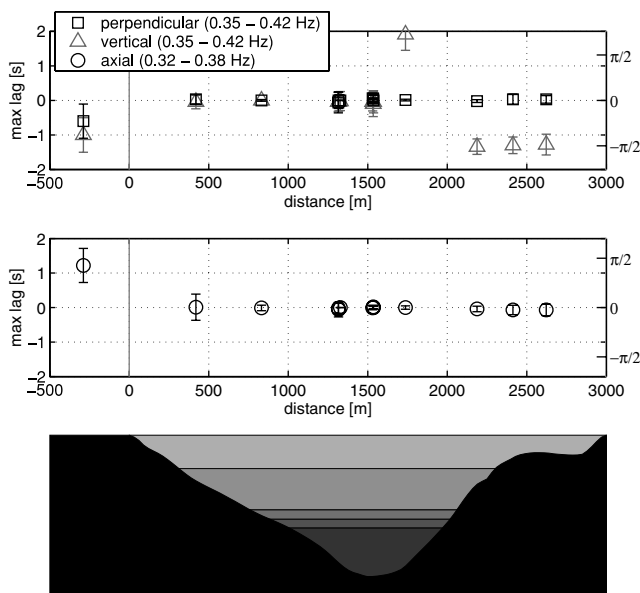 perpendicular (0.35 − 0.42 Hz)
vertical (0.35 − 0.42 Hz)
axial (0.32 − 0.38 Hz)
max lag [s]
2
1
0
−1
−2
π/2
0
−π/2
−500
0
500
1000
1500
2000
2500
3000
distance [m]
max lag [s]
2
1
0
−1
−2
π/2
0
−π/2
−500
0
500
1000
1500
2000
2500
3000
distance [m]